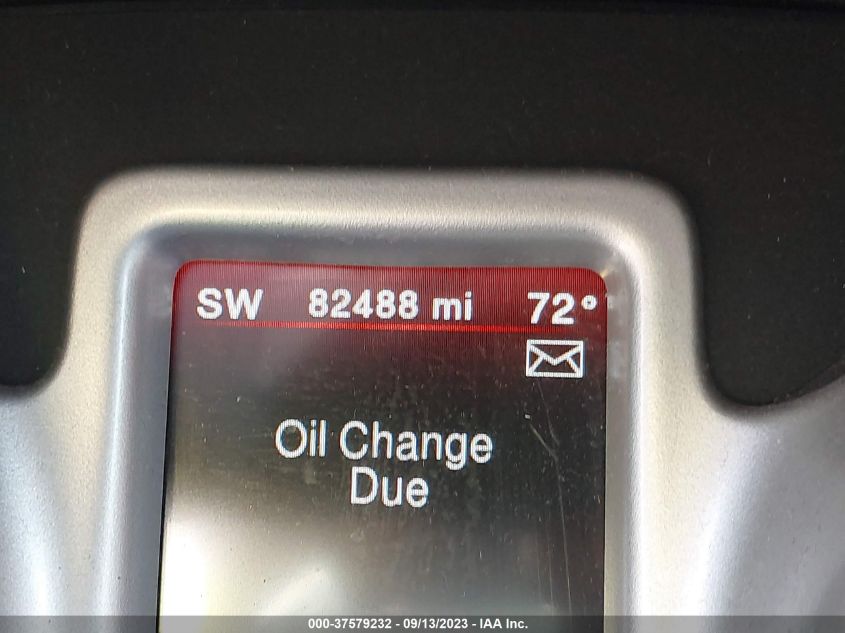 SW 82488 mi 72°
Oil Change
Due
000-37579232 - 09/13/2023 - IAA Inc.